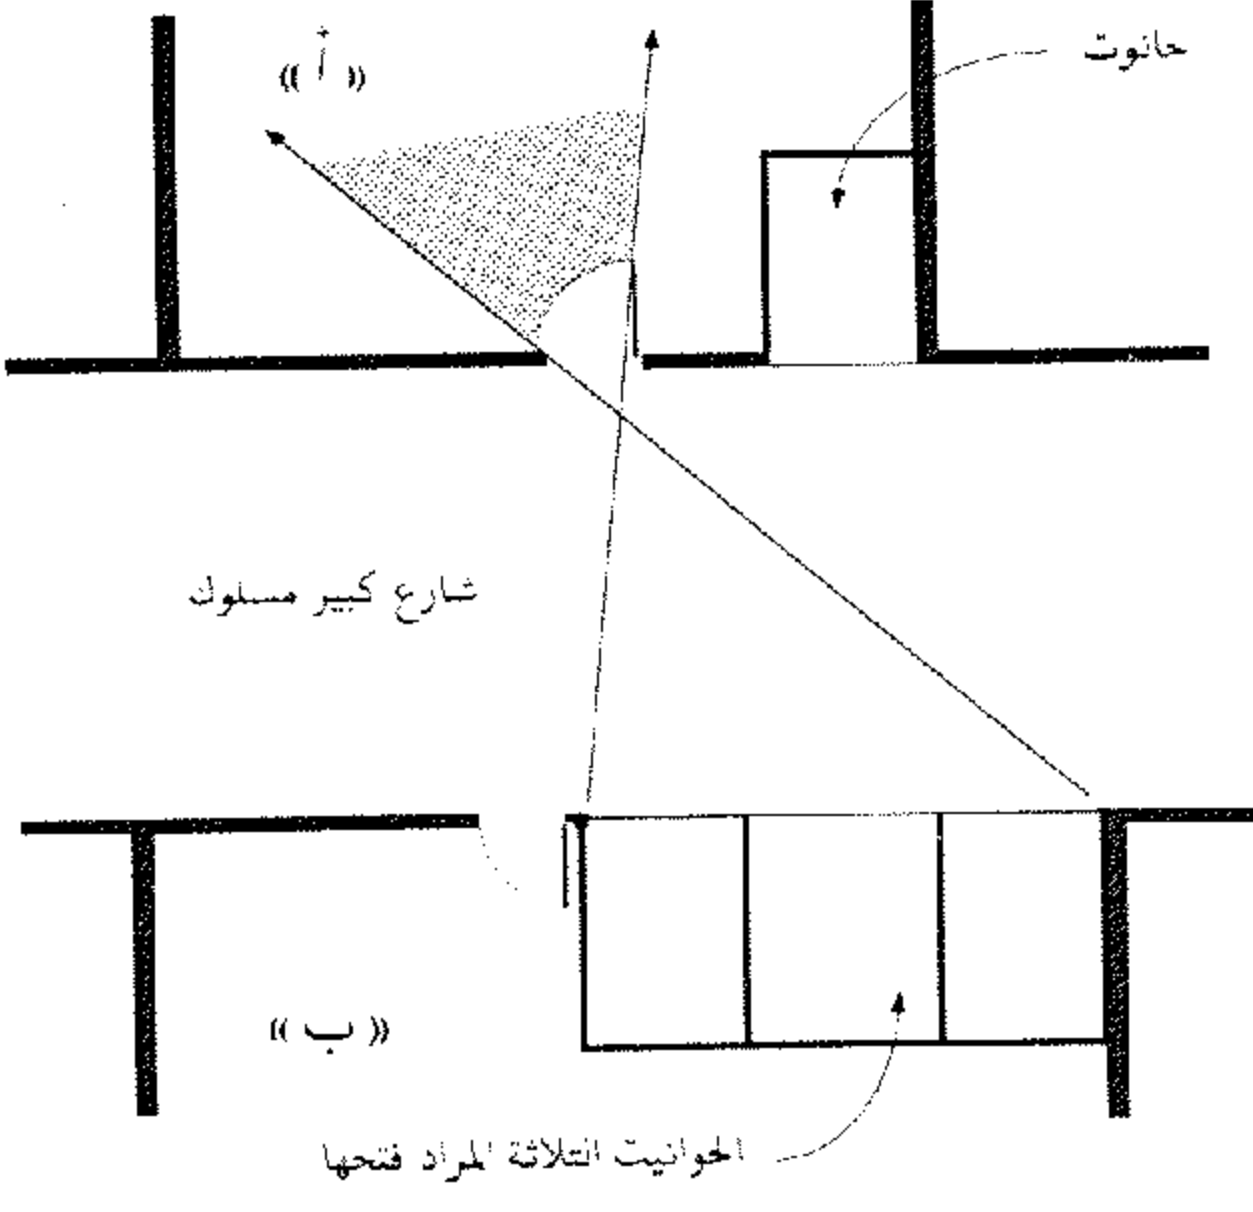 حانوت
(( أ ))
شارع كبير مسلوك
(( ب ))
الحوانيت الثلاثة المراد فتحها